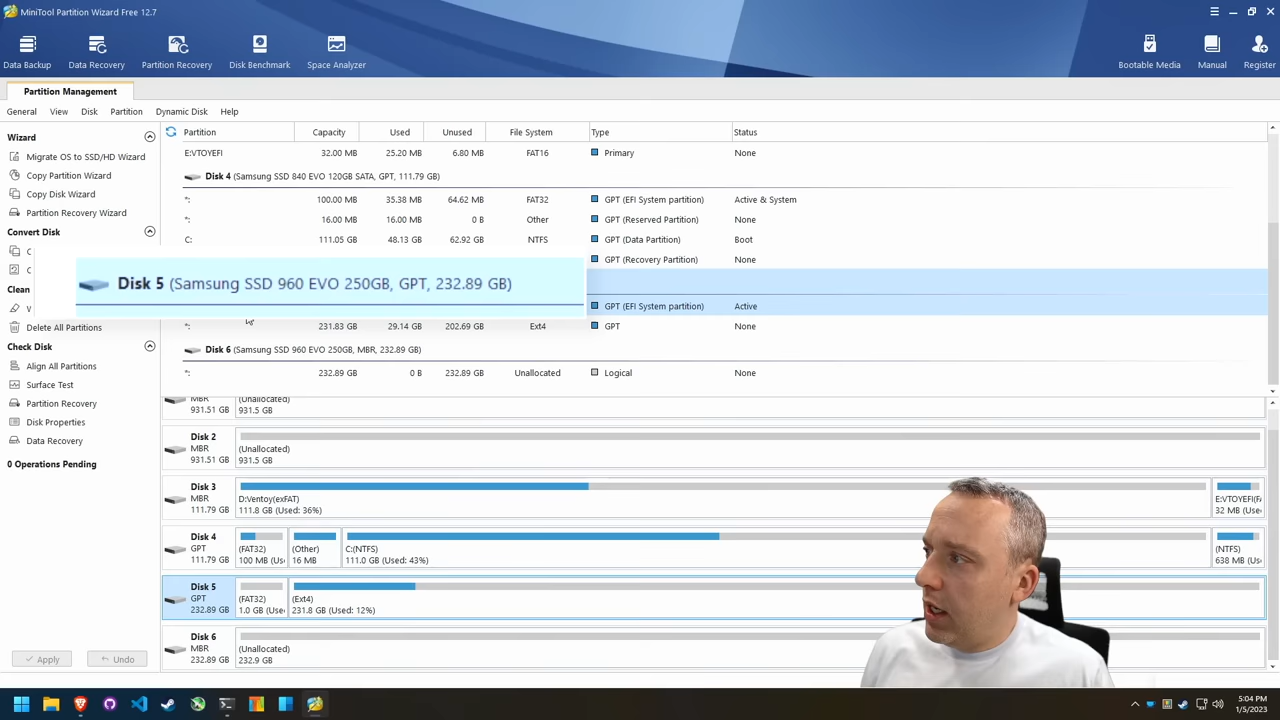 MiniTool Partition Wizard Free 12.7
Data Backup Data Recovery Partition Recovery Disk Benchmark Space Analyzer Bootable Media Manual Register
Partition Management
General View Disk Partition Dynamic Disk Help
Wizard
Migrate OS to SSD/HD Wizard
Copy Partition Wizard
Copy Disk Wizard
Partition Recovery Wizard
Convert Disk
C
C
Clean
Delete All Partitions
Check Disk
Align All Partitions
Surface Test
Partition Recovery
Disk Properties
Data Recovery
0 Operations Pending
Apply Undo
Partition Capacity Used Unused File System Type Status
E:VTOYEFI 32.00 MB 25.20 MB 6.80 MB FAT16 Primary None
Disk 4 (Samsung SSD 840 EVO 120GB SATA, GPT, 111.79 GB)
*: 100.00 MB 35.38 MB 64.62 MB FAT32 GPT (EFI System partition) Active & System
*: 16.00 MB 16.00 MB 0 B Other GPT (Reserved Partition) None
C: 111.05 GB 48.13 GB 62.92 GB NTFS GPT (Data Partition) Boot
GPT (Recovery Partition) None
Disk 5 (Samsung SSD 960 EVO 250GB, GPT, 232.89 GB)
GPT (EFI System partition) Active
*: 231.83 GB 29.14 GB 202.69 GB Ext4 GPT None
Disk 6 (Samsung SSD 960 EVO 250GB, MBR, 232.89 GB)
*: 232.89 GB 0 B 232.89 GB Unallocated Logical None
MBR (Unallocated)
931.51 GB 931.5 GB
Disk 2
MBR (Unallocated)
931.51 GB 931.5 GB
Disk 3
MBR D:Ventoy(exFAT) E:VTOYEFI(F
111.79 GB 111.8 GB (Used: 36%) 32 MB (Use
Disk 4
GPT (FAT32) (Other) C:(NTFS) (NTFS)
111.79 GB 100 MB (Use 16 MB 111.0 GB (Used: 43%) 638 MB (Us
Disk 5
GPT (FAT32) (Ext4)
232.89 GB 1.0 GB (Use 231.8 GB (Used: 12%)
Disk 6
MBR (Unallocated)
232.89 GB 232.9 GB
5:04 PM
1/5/2023